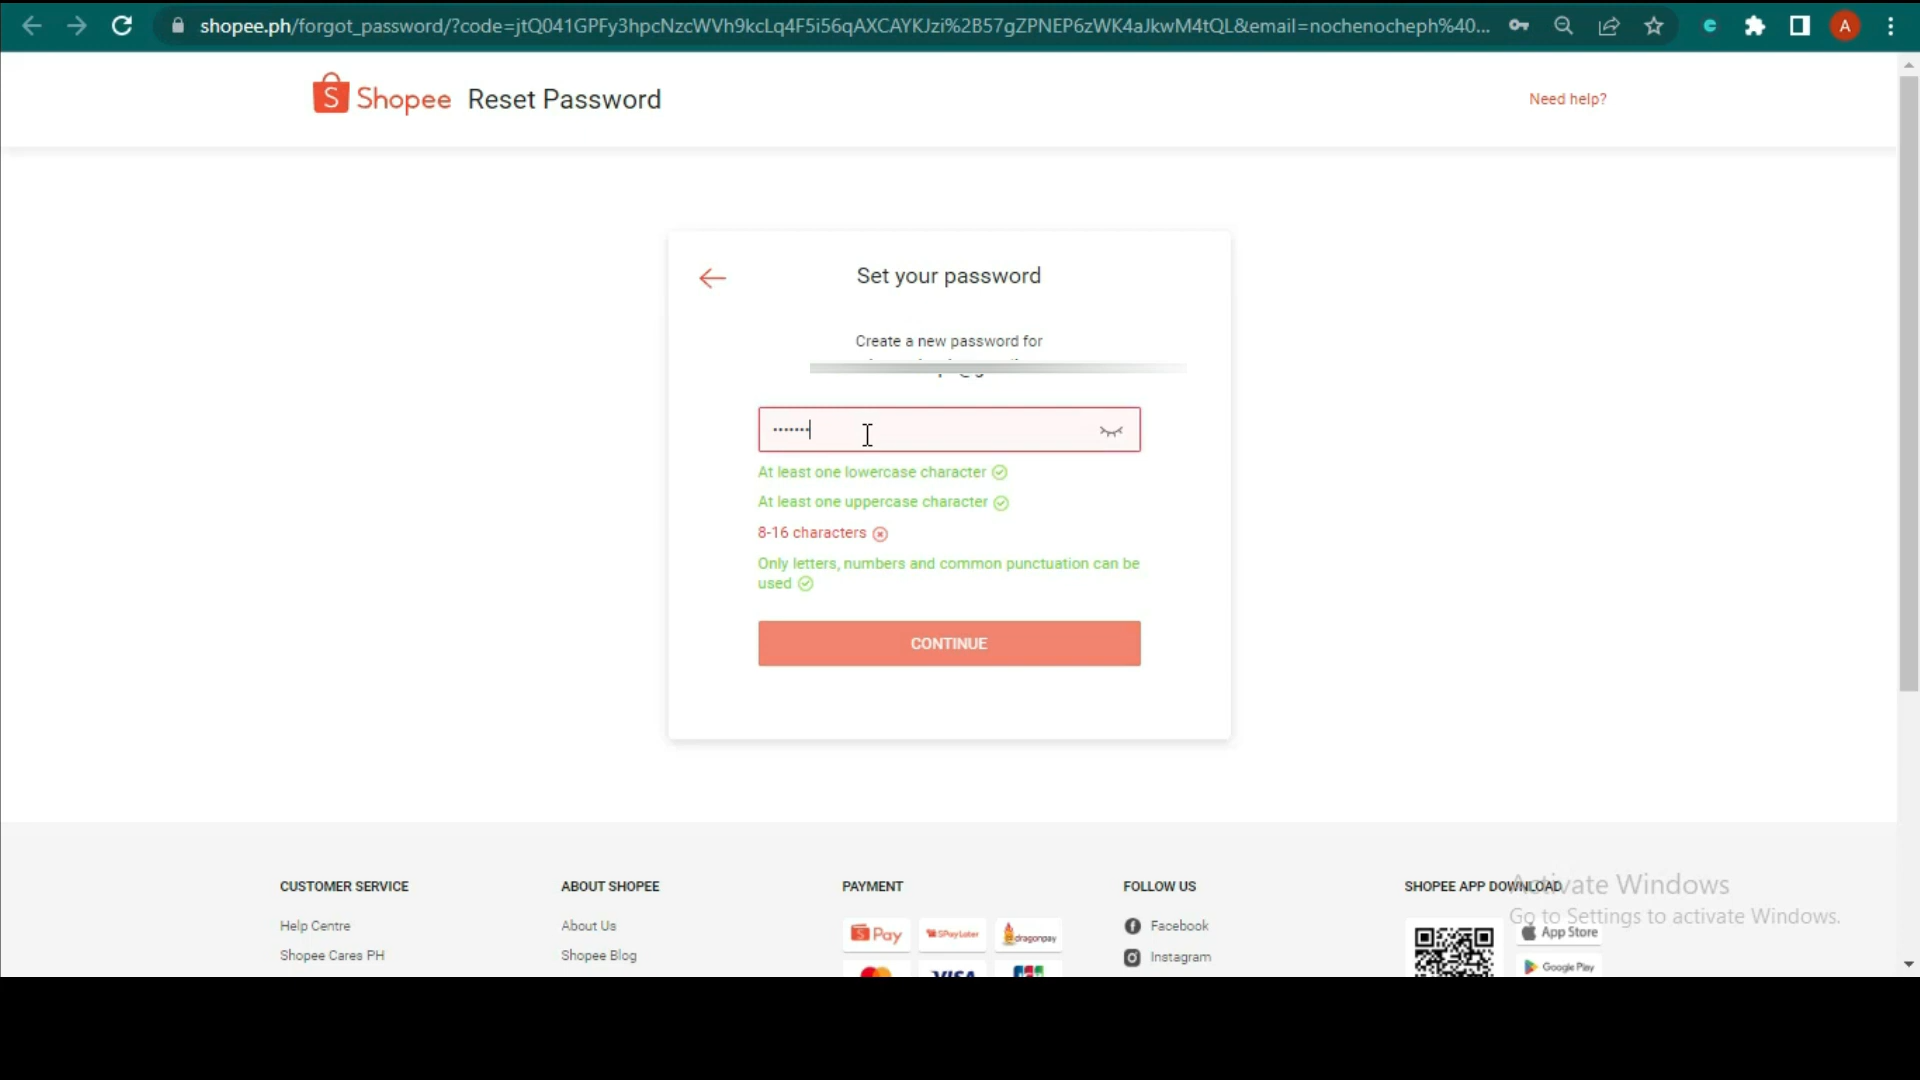 shopee.ph/forgot_password/?code=jtQ041GPFy3hpcNzcWVh9kcLq4F5i56qAXCAYKJzi%2B57gZPNEP6zWK4aJkwM4tQL&email=nochenocheph%40...
A
Shopee Reset Password
Need help?
Set your password
Create a new password for
At least one lowercase character
At least one uppercase character
8-16 characters
Only letters, numbers and common punctuation can be
used
CONTINUE
CUSTOMER SERVICE
ABOUT SHOPEE
PAYMENT
FOLLOW US
SHOPEE APP DOWNLOAD
Activate Windows
Go to Settings to activate Windows.
Help Centre
About Us
Pay
SPayLater
dragonpay
Facebook
App Store
Shopee Cares PH
Shopee Blog
VISA
JCB
Instagram
Google Play